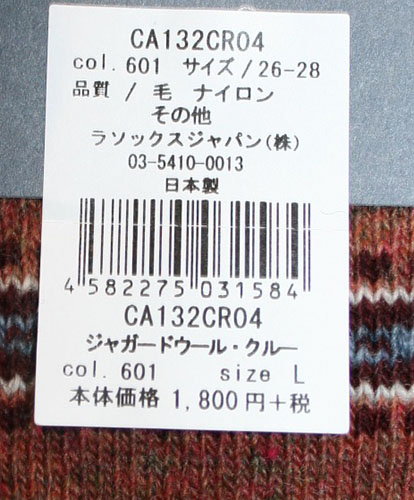 CA132CR04
col.601 サイズ/26-28
品質 / 毛 ナイロン
その他
ラソックスジャパン(株)
03-5410-0013
日本製
4 582275 031584
CA132CR04
ジャガードウール・クルー
col.601 size L
本体価格 1,800円+税